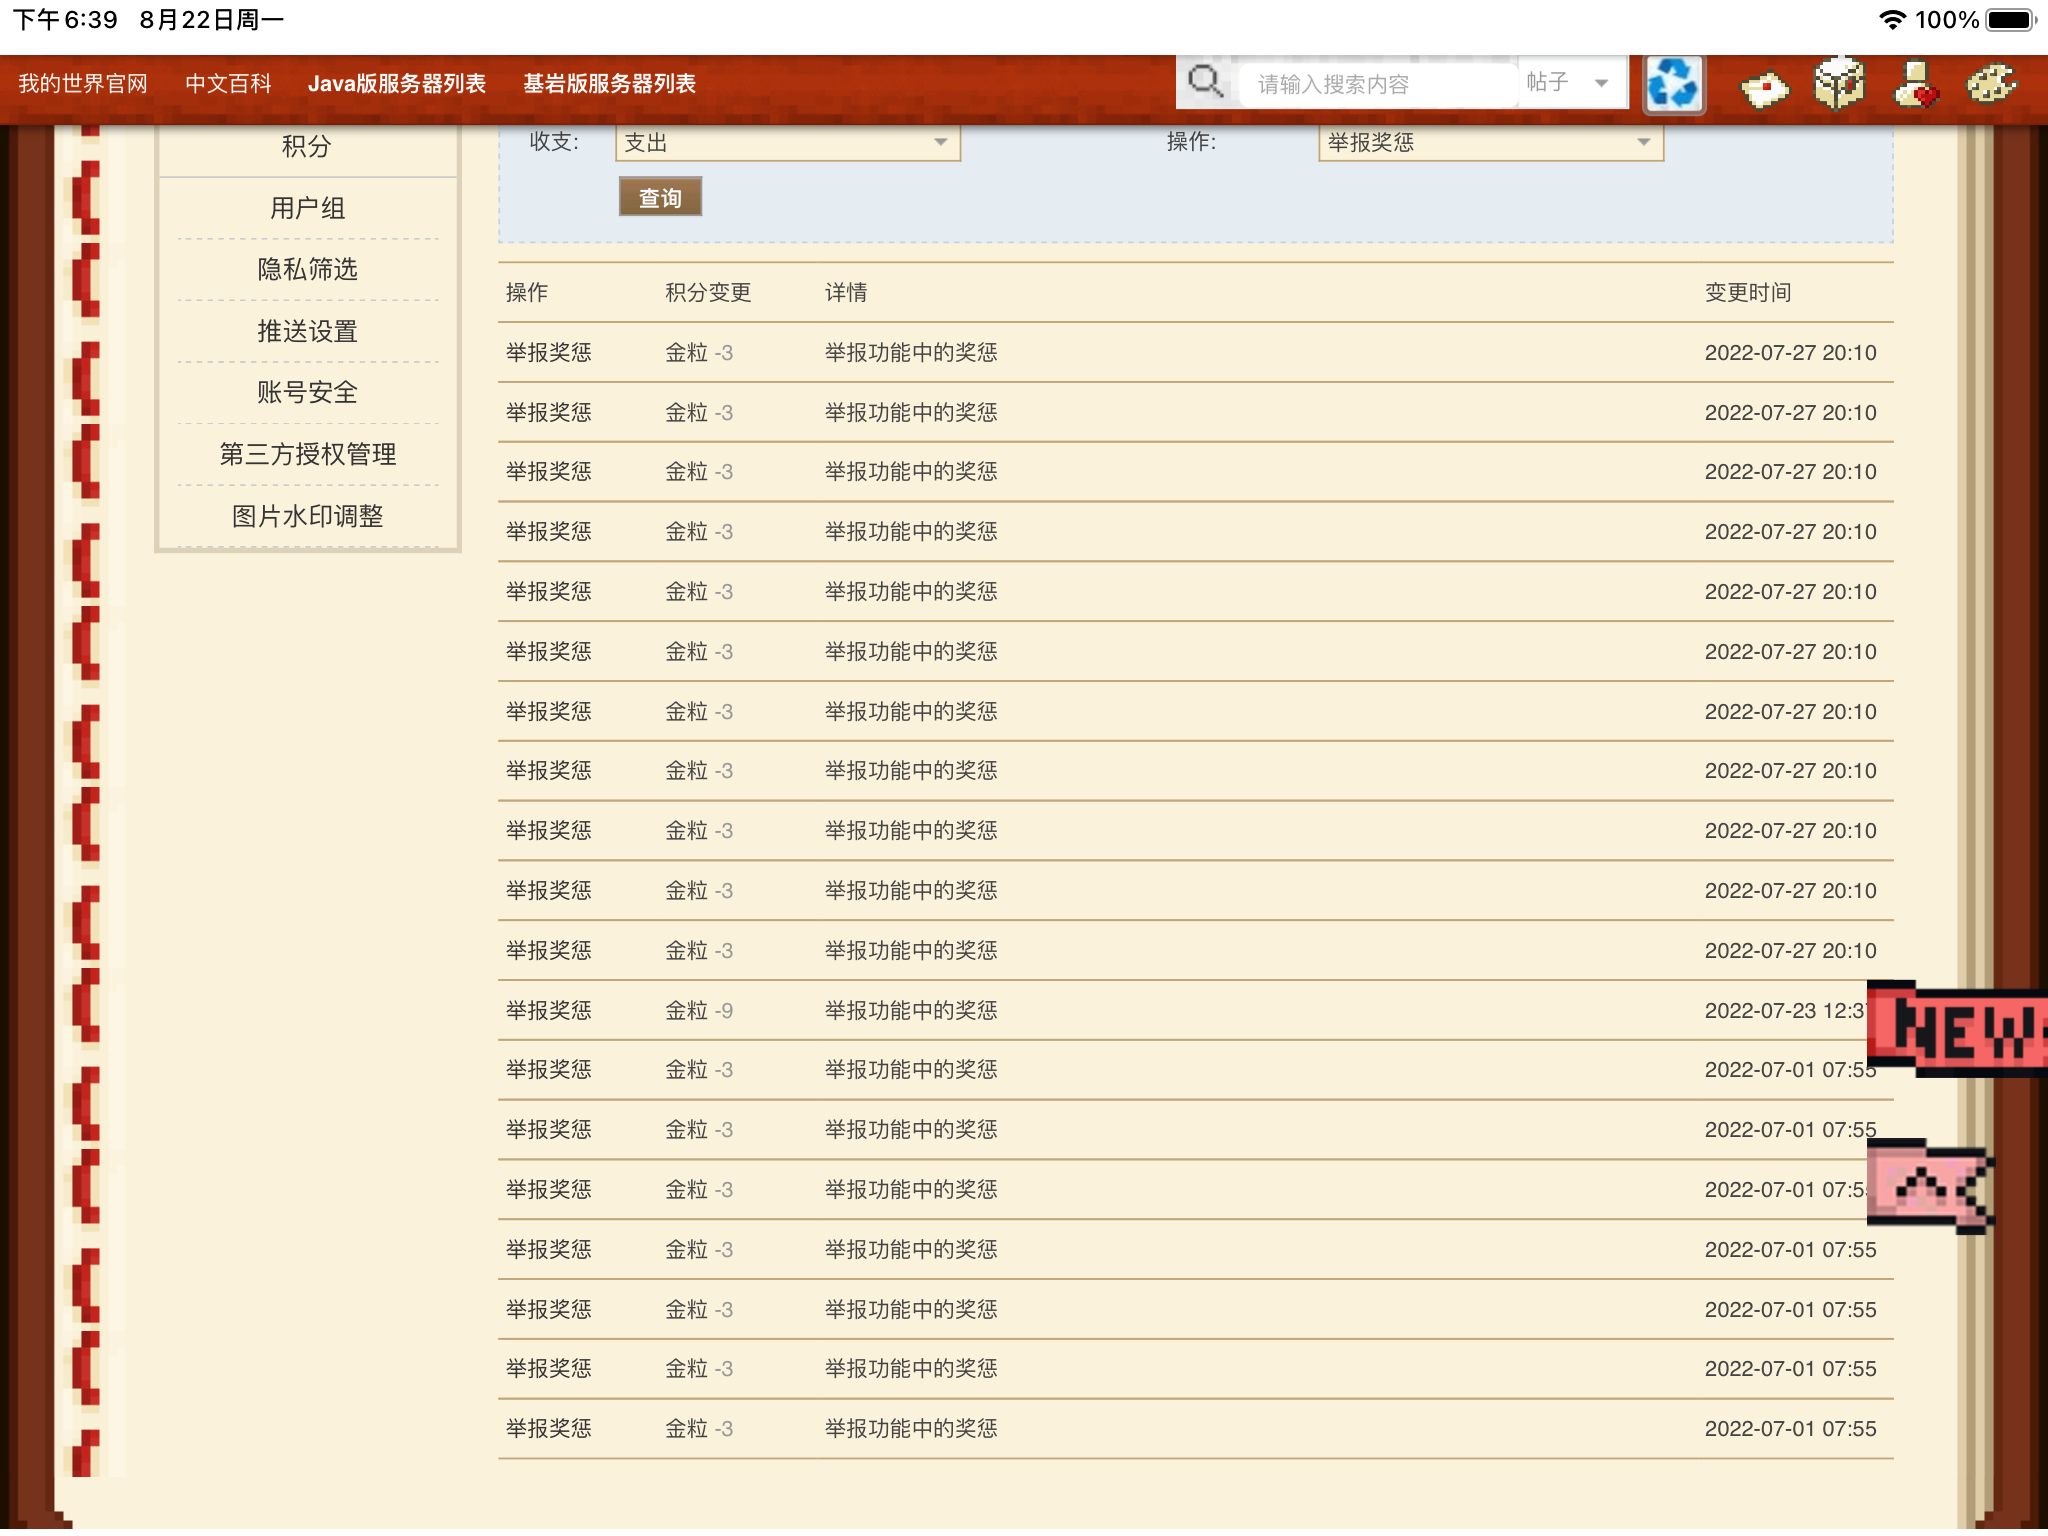 下午6:39 8月22日周一 100%
我的世界官网 中文百科 Java版服务器列表 基岩版服务器列表 请输入搜索内容 帖子
积分
用户组
隐私筛选
推送设置
账号安全
第三方授权管理
图片水印调整
收支: 支出 操作: 举报奖惩
查询
操作 积分变更 详情 变更时间
举报奖惩 金粒 -3 举报功能中的奖惩 2022-07-27 20:10
举报奖惩 金粒 -3 举报功能中的奖惩 2022-07-27 20:10
举报奖惩 金粒 -3 举报功能中的奖惩 2022-07-27 20:10
举报奖惩 金粒 -3 举报功能中的奖惩 2022-07-27 20:10
举报奖惩 金粒 -3 举报功能中的奖惩 2022-07-27 20:10
举报奖惩 金粒 -3 举报功能中的奖惩 2022-07-27 20:10
举报奖惩 金粒 -3 举报功能中的奖惩 2022-07-27 20:10
举报奖惩 金粒 -3 举报功能中的奖惩 2022-07-27 20:10
举报奖惩 金粒 -3 举报功能中的奖惩 2022-07-27 20:10
举报奖惩 金粒 -3 举报功能中的奖惩 2022-07-27 20:10
举报奖惩 金粒 -3 举报功能中的奖惩 2022-07-27 20:10
举报奖惩 金粒 -9 举报功能中的奖惩 2022-07-23 12:37
NEW
举报奖惩 金粒 -3 举报功能中的奖惩 2022-07-01 07:55
举报奖惩 金粒 -3 举报功能中的奖惩 2022-07-01 07:55
举报奖惩 金粒 -3 举报功能中的奖惩 2022-07-01 07:55
举报奖惩 金粒 -3 举报功能中的奖惩 2022-07-01 07:55
举报奖惩 金粒 -3 举报功能中的奖惩 2022-07-01 07:55
举报奖惩 金粒 -3 举报功能中的奖惩 2022-07-01 07:55
举报奖惩 金粒 -3 举报功能中的奖惩 2022-07-01 07:55